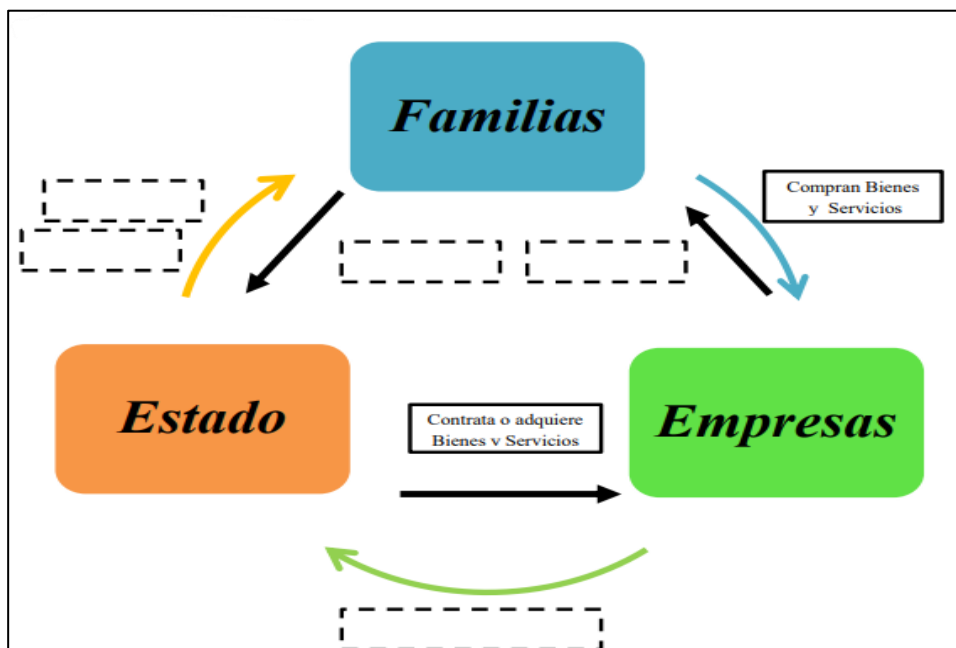 Familias
Compran Bienes
y Servicios
Estado
Contrata o adquiere
Bienes v Servicios
Empresas